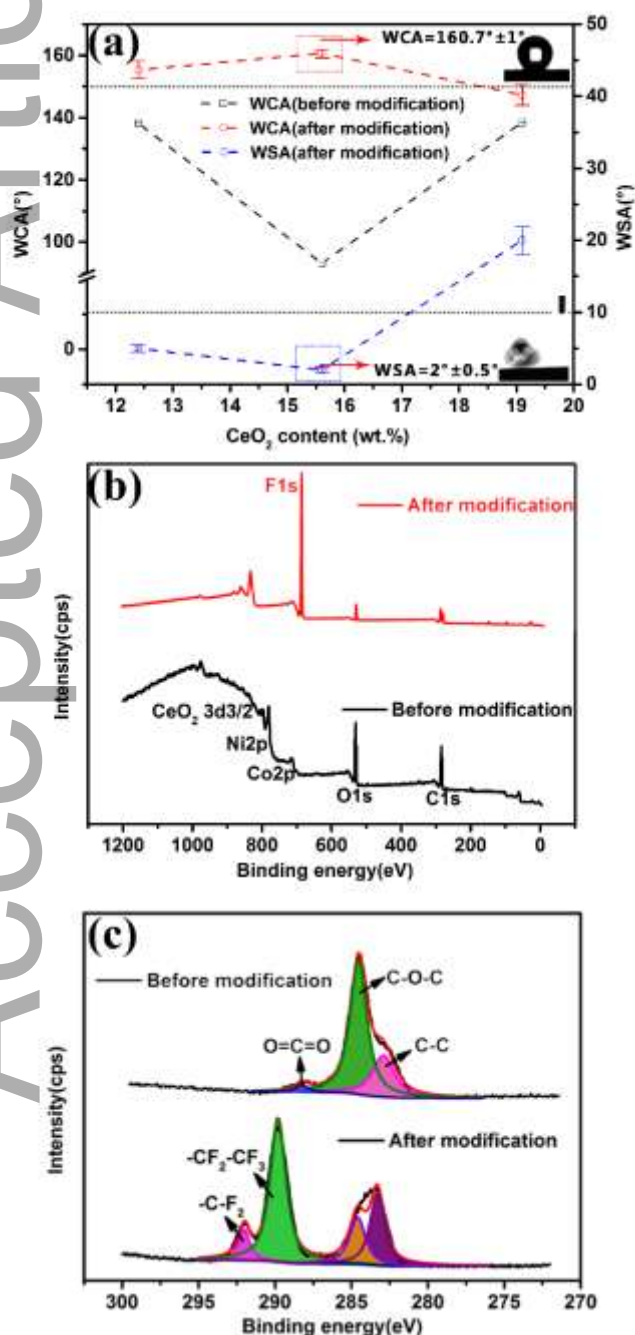 Accepted Artic
(a)
WCA=160.7°±1°
WCA(before modification)
WCA(after modification)
WSA(after modification)
WSA=2°±0.5°
160
140
120
100
0
WCA(°)
50
40
30
20
10
0
WSA(°)
12 13 14 15 16 17 18 19 20
CeO₂ content (wt.%)
(b)
F1s
After modification
Before modification
CeO₂ 3d3/2
Ni2p
Co2p
O1s
C1s
Intensity(cps)
1200 1000 800 600 400 200 0
Binding energy(eV)
(c)
Before modification
C-O-C
O=C=O
C-C
After modification
-CF₂-CF₃
-C-F₂
Intensity(cps)
300 295 290 285 280 275 270
Binding energy(eV)